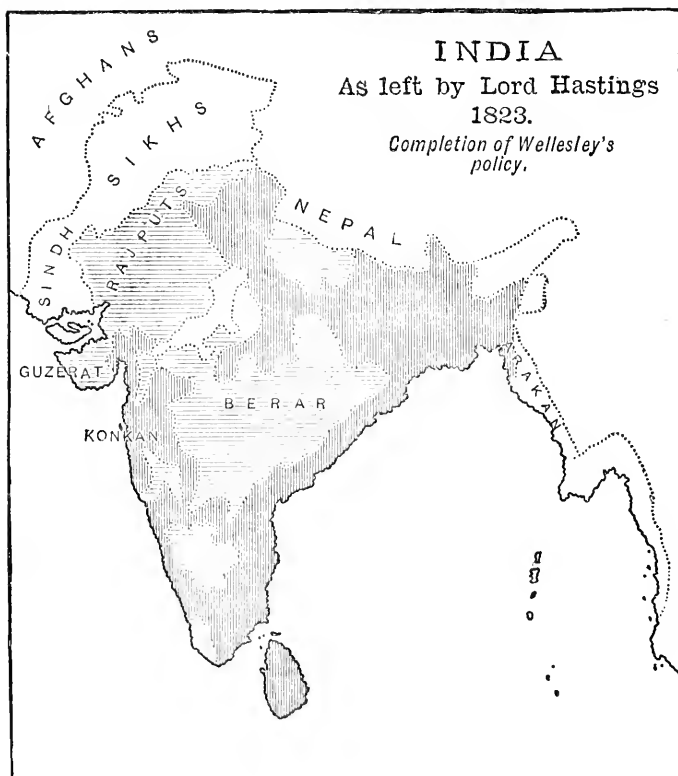 INDIA
As left by Lord Hastings
1823.
Completion of Wellesley's
policy.
AFGHANS
SIKHS
NEPAL
SINDH
RAJPUTS
GUZERAT
BERAR
KONKAN
ARAKAN